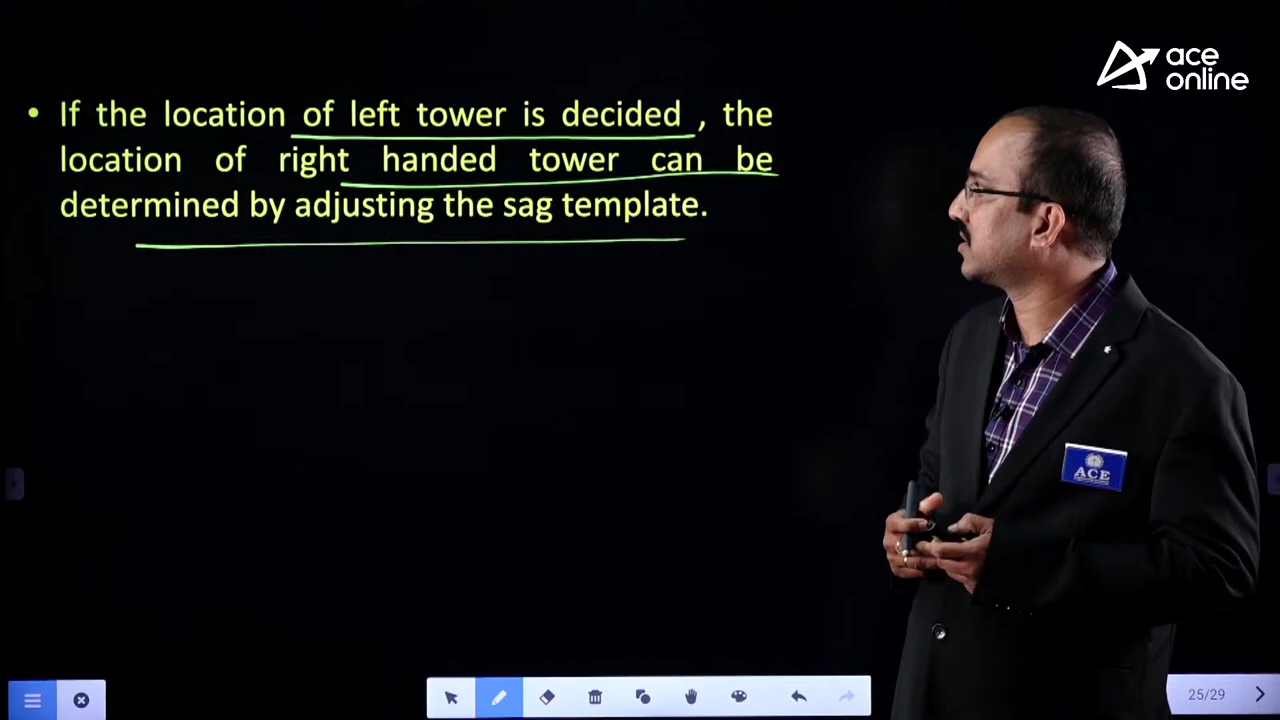 ace
online
• If the location of left tower is decided , the
location of right handed tower can be
determined by adjusting the sag template.
ACE
25/29